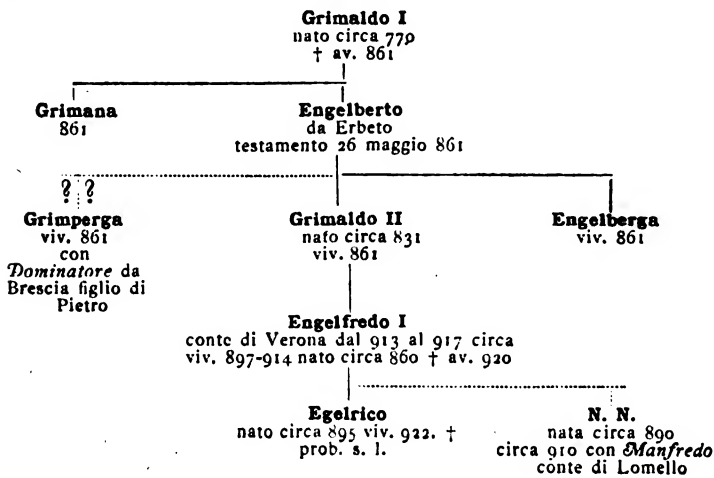 Grimaldo I
nato circa 779
† av. 861
Grimana
861
Engelberto
da Erbeto
testamento 26 maggio 861
? ?
Grimperga
viv. 861
con
Dominatore da
Brescia figlio di
Pietro
Grimaldo II
nato circa 831
viv. 861
Engelberga
viv. 861
Engelfredo I
conte di Verona dal 913 al 917 circa
viv. 897-914 nato circa 860 † av. 920
Egelrico
nato circa 895 viv. 922. †
prob. s. l.
N. N.
nata circa 890
circa 910 con Manfredo
conte di Lomello